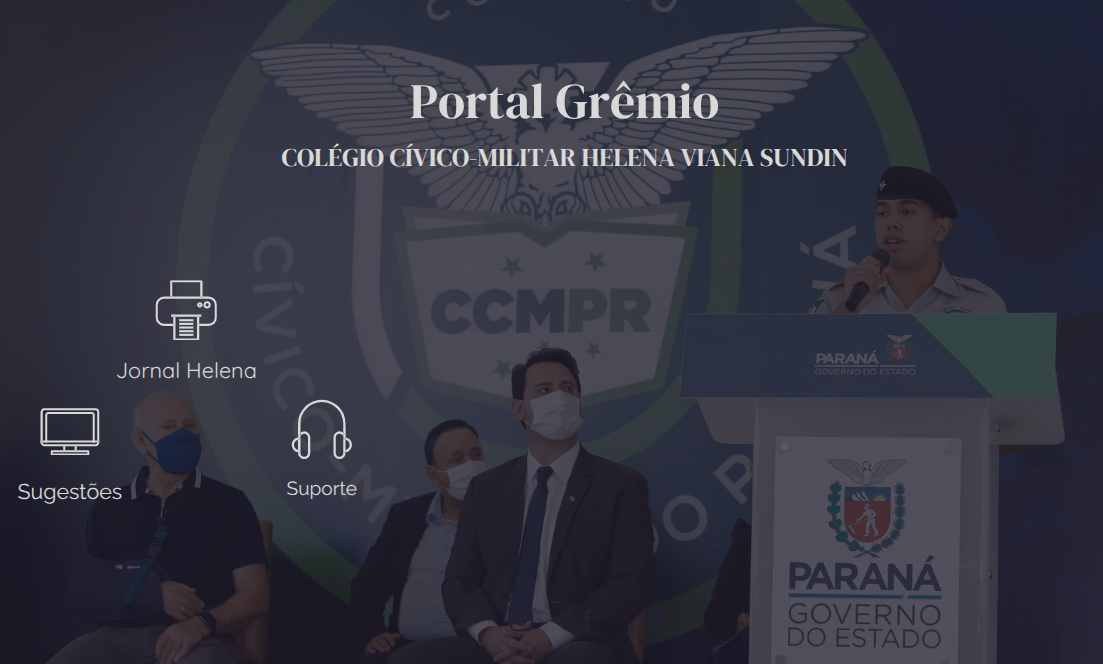 Portal Grêmio
COLÉGIO CÍVICO-MILITAR HELENA VIANA SUNDIN
CÍVICO-M
CCMPR
PARANÁ
GOVERNO DO ESTADO
Jornal Helena
Sugestões
Suporte
PARANÁ
GOVERNO
DO ESTADO